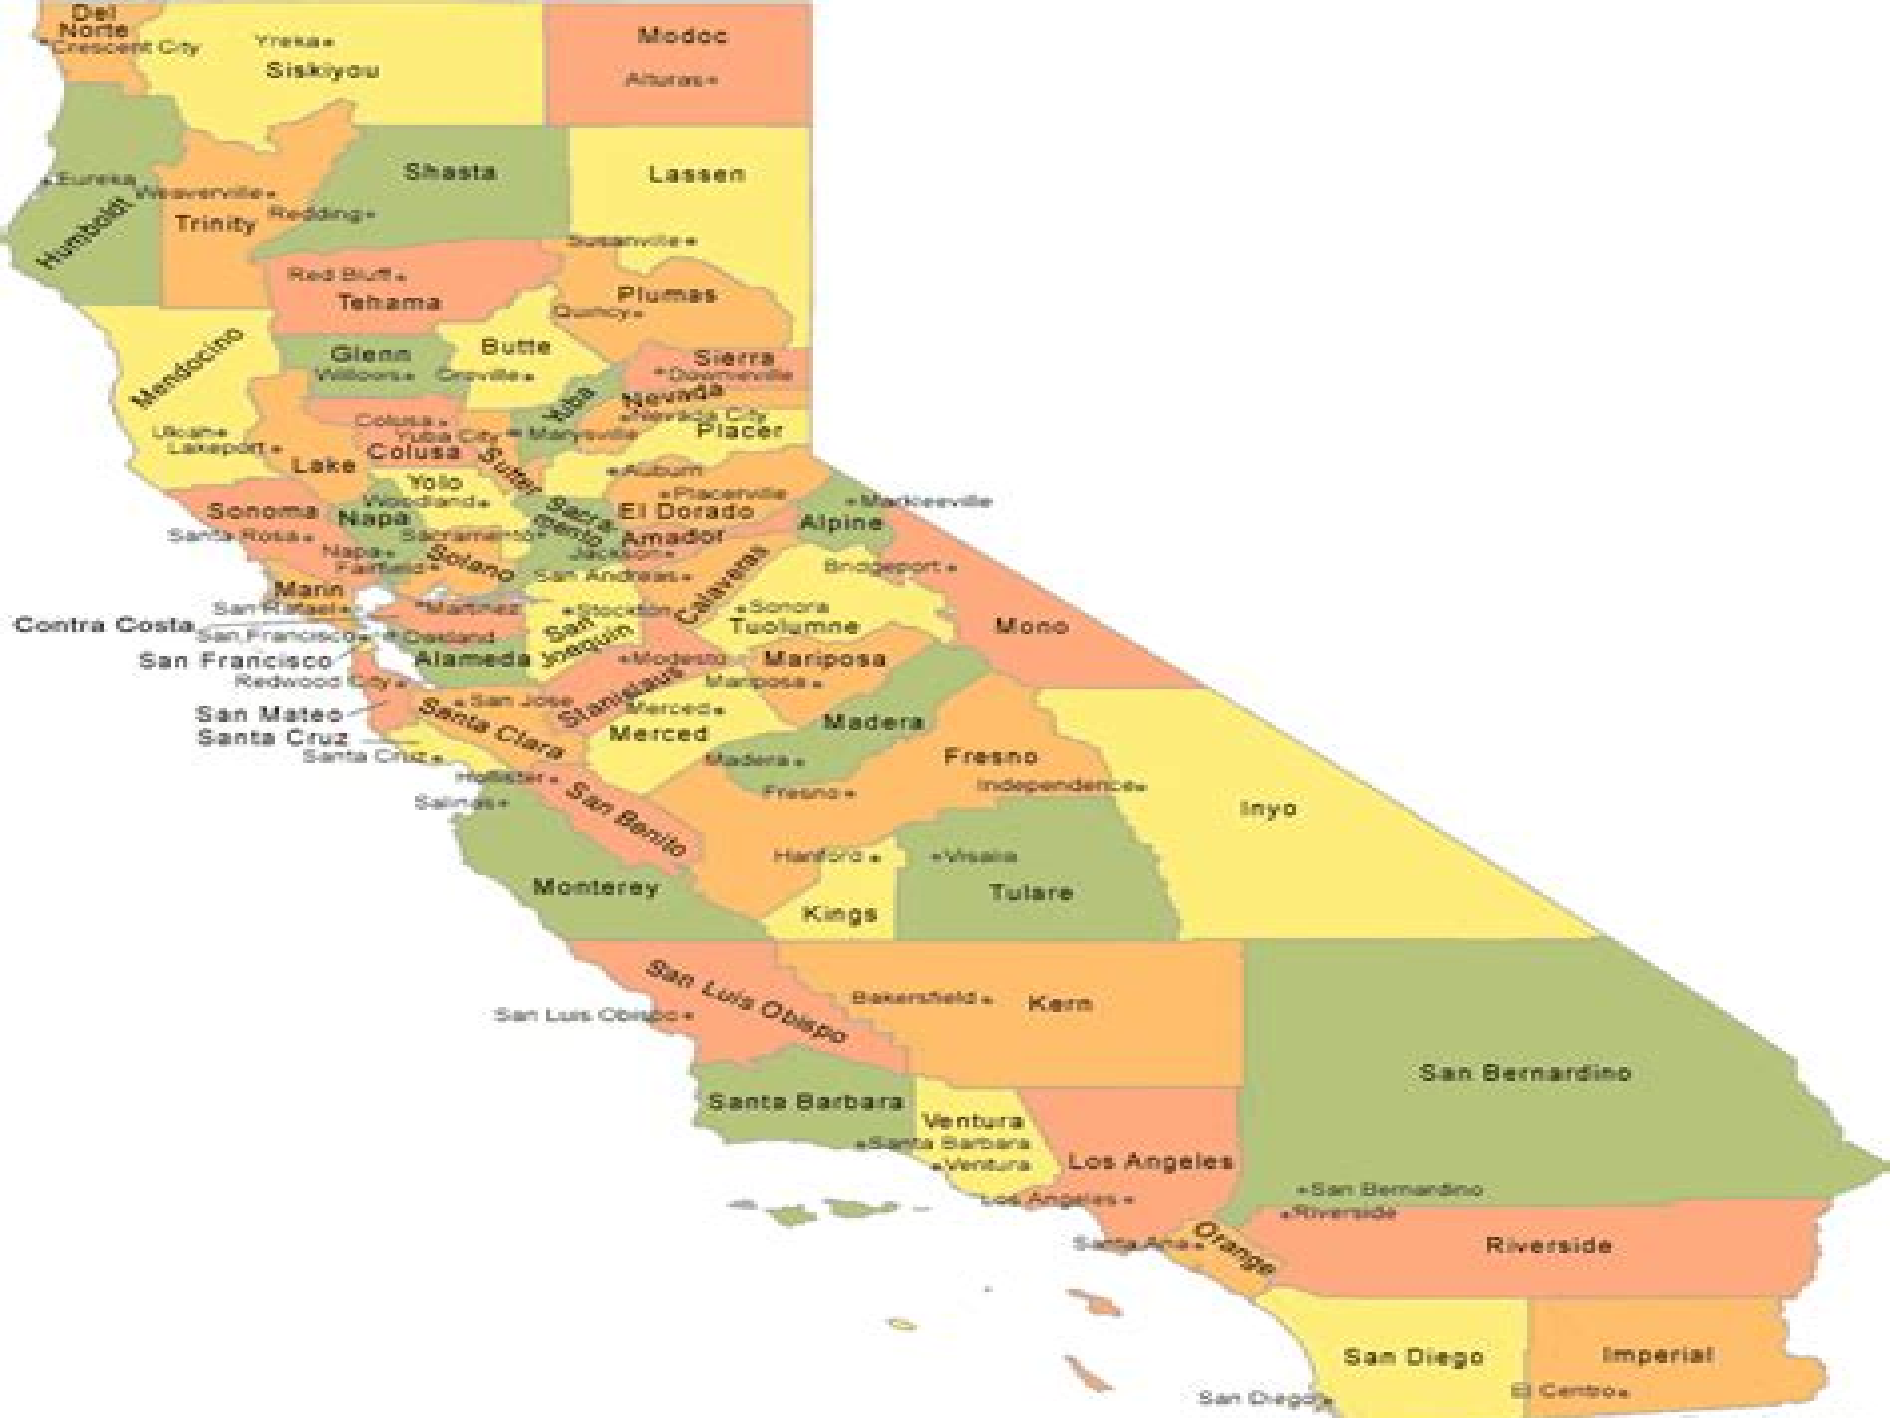 Del
Norte
Crescent City
Yreka
Siskiyou
Modoc
Alturas
Shasta
Lassen
Eureka
Weaverville
Humboldt
Trinity
Redding
Susanville
Red Bluff
Tehama
Plumas
Quincy
Mendocino
Glenn
Willows
Butte
Oroville
Sierra
Downieville
Yuba
Nevada
Nevada City
Colusa
Yuba City
Marysville
Placer
Ukiah
Lakeport
Colusa
Lake
Sutter
Auburn
Yolo
Woodland
Placerville
Markleeville
Sonoma
Napa
Sacra-
mento
El Dorado
Alpine
Santa Rosa
Sacramento
Amador
Napa
Jackson
Fairfield
Solano
San Andreas
Calaveras
Bridgeport
Marin
San Rafael
Martinez
Stockton
Sonora
Contra Costa
San Francisco
Oakland
San
Joaquin
Tuolumne
Mono
San Francisco
Alameda
Modesto
Mariposa
Redwood City
Mariposa
San Jose
Stanislaus
San Mateo
Santa Clara
Merced
Madera
Santa Cruz
Merced
Santa Cruz
Madera
Fresno
Hollister
Independence
Salinas
San Benito
Fresno
Inyo
Hanford
Visalia
Monterey
Tulare
Kings
San Luis Obispo
Bakersfield
Kern
San Luis Obispo
San Bernardino
Santa Barbara
Ventura
Santa Barbara
Ventura
Los Angeles
Los Angeles
San Bernardino
Riverside
Santa Ana
Orange
Riverside
San Diego
Imperial
San Diego
El Centro